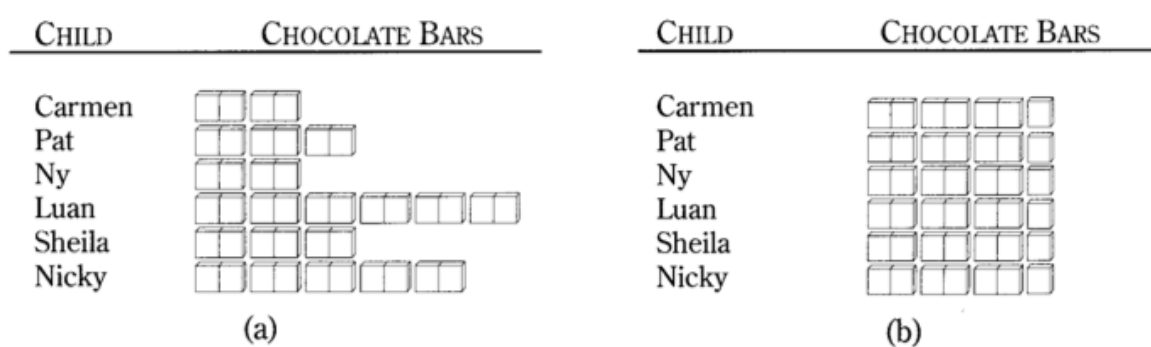 CHILD CHOCOLATE BARS
Carmen
Pat
Ny
Luan
Sheila
Nicky
(a)
CHILD CHOCOLATE BARS
Carmen
Pat
Ny
Luan
Sheila
Nicky
(b)